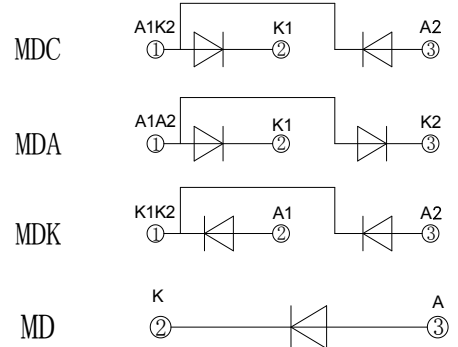 A1K2 K1 A2
MDC ① ② ③
A1A2 K1 K2
MDA ① ② ③
K1K2 A1 A2
MDK ① ② ③
K A
MD ② ③